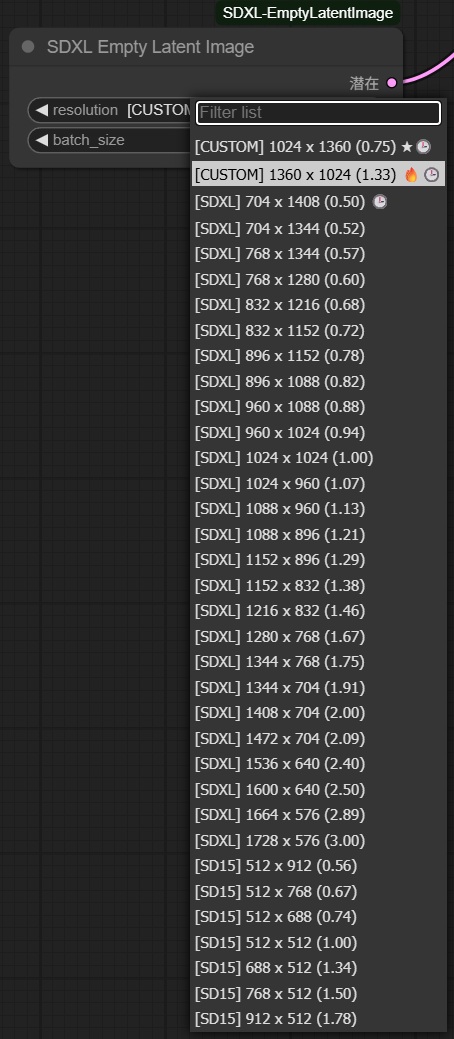 SDXL-EmptyLatentImage
SDXL Empty Latent Image
潜在
resolution [CUSTOM
batch_size
Filter list
[CUSTOM] 1024 x 1360 (0.75) ★
[CUSTOM] 1360 x 1024 (1.33) 🔥
[SDXL] 704 x 1408 (0.50)
[SDXL] 704 x 1344 (0.52)
[SDXL] 768 x 1344 (0.57)
[SDXL] 768 x 1280 (0.60)
[SDXL] 832 x 1216 (0.68)
[SDXL] 832 x 1152 (0.72)
[SDXL] 896 x 1152 (0.78)
[SDXL] 896 x 1088 (0.82)
[SDXL] 960 x 1088 (0.88)
[SDXL] 960 x 1024 (0.94)
[SDXL] 1024 x 1024 (1.00)
[SDXL] 1024 x 960 (1.07)
[SDXL] 1088 x 960 (1.13)
[SDXL] 1088 x 896 (1.21)
[SDXL] 1152 x 896 (1.29)
[SDXL] 1152 x 832 (1.38)
[SDXL] 1216 x 832 (1.46)
[SDXL] 1280 x 768 (1.67)
[SDXL] 1344 x 768 (1.75)
[SDXL] 1344 x 704 (1.91)
[SDXL] 1408 x 704 (2.00)
[SDXL] 1472 x 704 (2.09)
[SDXL] 1536 x 640 (2.40)
[SDXL] 1600 x 640 (2.50)
[SDXL] 1664 x 576 (2.89)
[SDXL] 1728 x 576 (3.00)
[SD15] 512 x 912 (0.56)
[SD15] 512 x 768 (0.67)
[SD15] 512 x 688 (0.74)
[SD15] 512 x 512 (1.00)
[SD15] 688 x 512 (1.34)
[SD15] 768 x 512 (1.50)
[SD15] 912 x 512 (1.78)